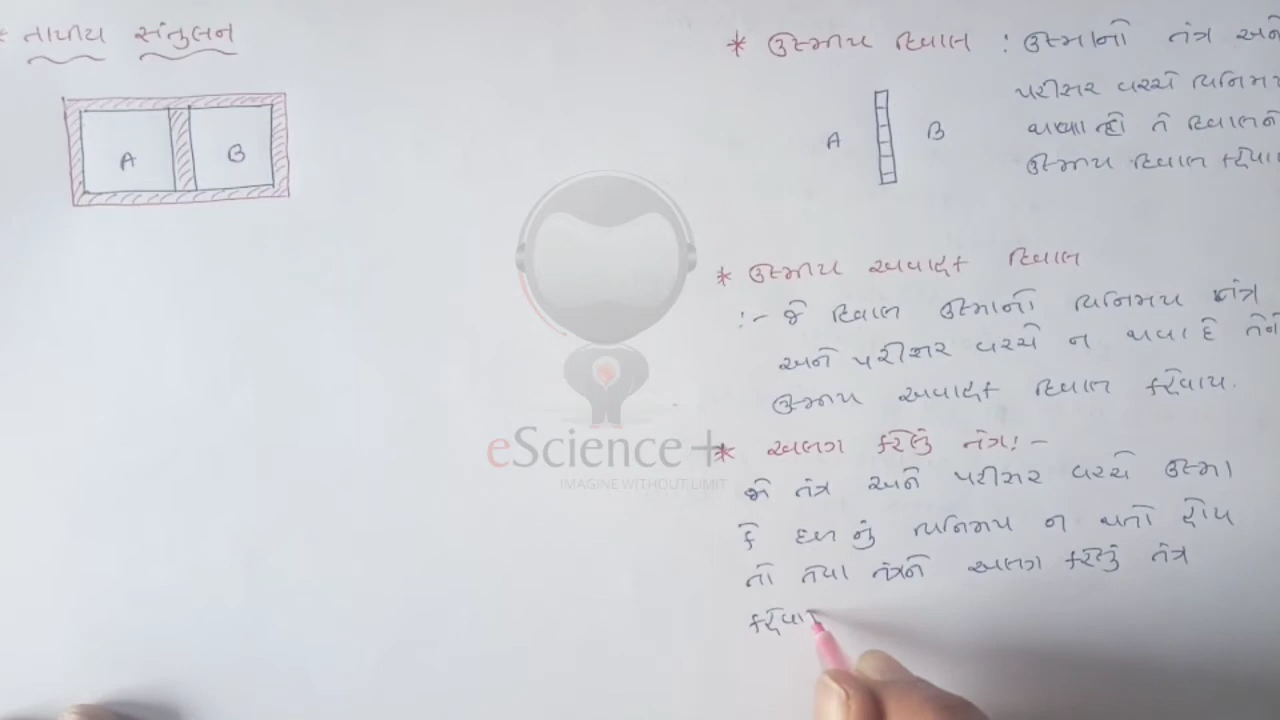 * તાપીય સંતુલન
A
B
* ઉષ્મીય દિવાલ : ઉષ્માનો તંત્ર અને
પરીસર વચ્ચે વિનિમય
થવા દે તે દિવાલને
ઉષ્મીય દિવાલ કહેવાય
A
B
* ઉષ્મીય અવાહક દિવાલ
:- જે દિવાલ ઉષ્માનો વિનિમય તંત્ર
અને પરીસર વચ્ચે ન થવા દે તેને
ઉષ્મીય અવાહક દિવાલ કહેવાય.
* અલગ કરેલું તંત્ર :-
જો તંત્ર અને પરીસર વચ્ચે ઉષ્મા
કે દળ નું વિનિમય ન થતો હોય
તો તેવા તંત્રને અલગ કરેલું તંત્ર
કહેવાય
eScience+
IMAGINE WITHOUT LIMIT